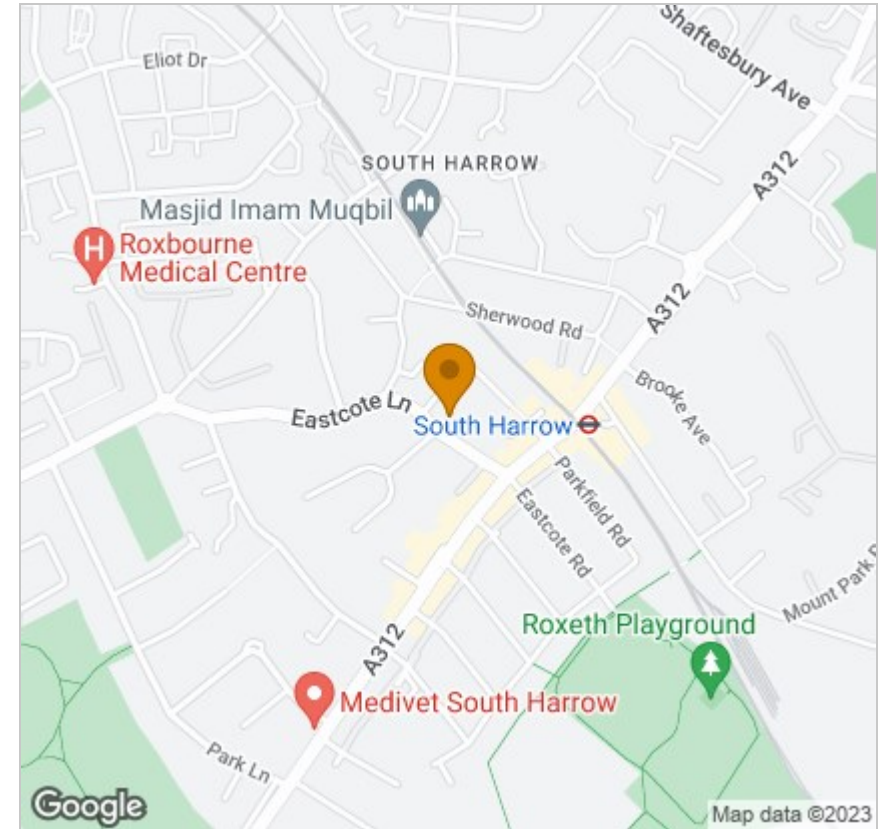 Shaftesbury Ave
Eliot Dr
SOUTH HARROW
A312
Masjid Imam Muqbil
Roxbourne
Medical Centre
H
Sherwood Rd
A312
Brooke Ave
Eastcote Ln
South Harrow
Parkfield Rd
Eastcote Rd
Mount Park
Roxeth Playground
A312
Medivet South Harrow
Park Ln
Google
Map data ©2023